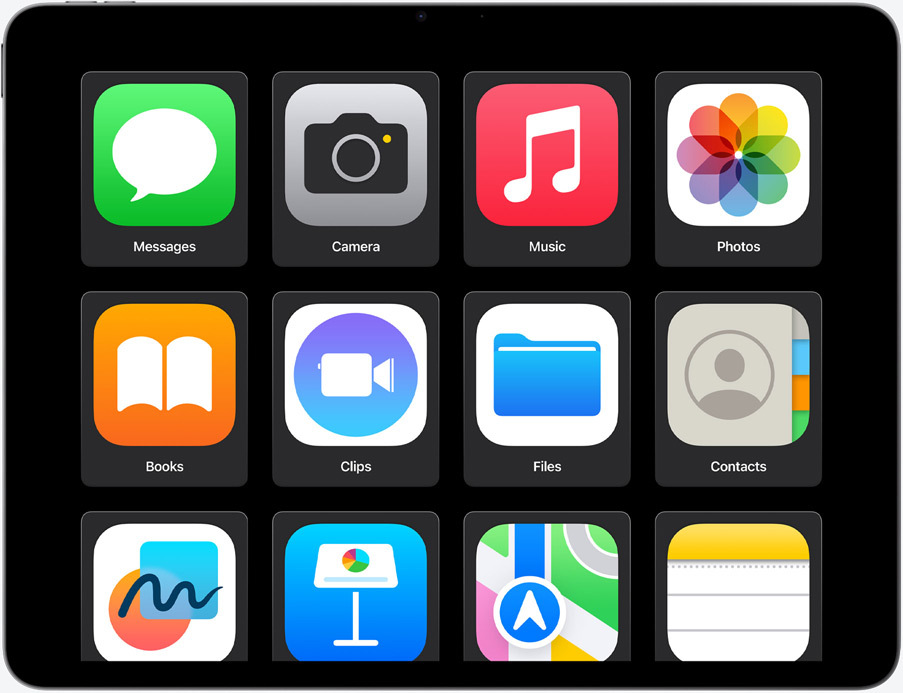 Messages
Camera
Music
Photos
Books
Clips
Files
Contacts